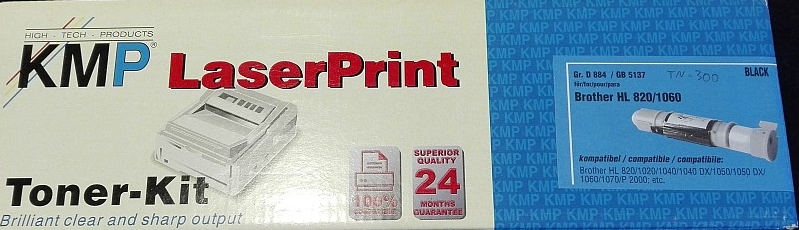 HIGH - TECH - PRODUCTS
KMP®
LaserPrint
Toner-Kit
Brilliant clear and sharp output
100%
COMPATIBLE
SUPERIOR
QUALITY
24
MONTHS
GUARANTEE
Gr. D 884 / GB 5137
TN-300
BLACK
für/for/pour/para
Brother HL 820/1060
kompatibel / compatible / compatibile:
Brother HL 820/1020/1040/1040 DX/1050/1050 DX/
1060/1070/P 2000; etc.